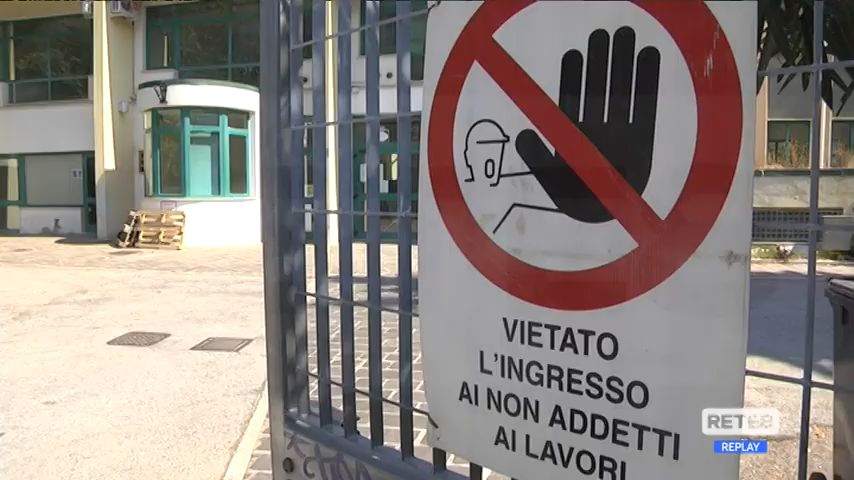 VIETATO
L'INGRESSO
AI NON ADDETTI
AI LAVORI
RETE8
REPLAY